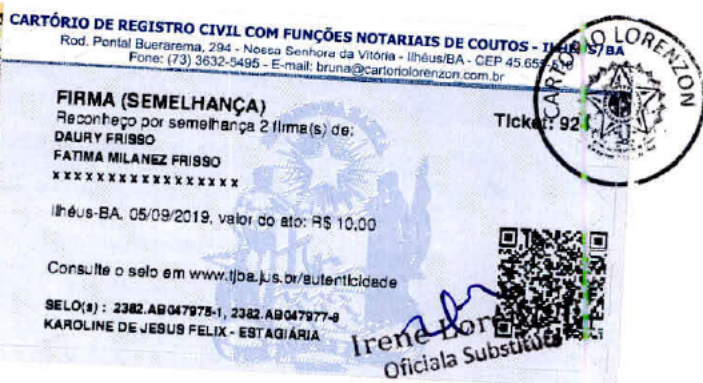 CARTÓRIO DE REGISTRO CIVIL COM FUNÇÕES NOTARIAIS DE COUTOS - ILHÉUS/BA
Rod. Pontal Buerarema, 294 - Nossa Senhora da Vitória - Ilhéus/BA - CEP 45.655-
Fone: (73) 3632-5495 - E-mail: bruna@cartoriolorenzon.com.br
CARTÓRIO LORENZON
FIRMA (SEMELHANÇA)
Ticket: 92
Reconheço por semelhança 2 firma(s) de:
DAURY FRISSO
FATIMA MILANEZ FRISSO
x x x x x x x x x x x x x x x x x
Ilhéus-BA, 05/09/2019, valor do ato: R$ 10,00
Consulte o selo em www.tjba.jus.br/autenticidade
SELO(s) : 2382.AB047975-1, 2382.AB047977-8
KAROLINE DE JESUS FELIX - ESTAGIÁRIA
Irene Lor
Oficiala Substituta